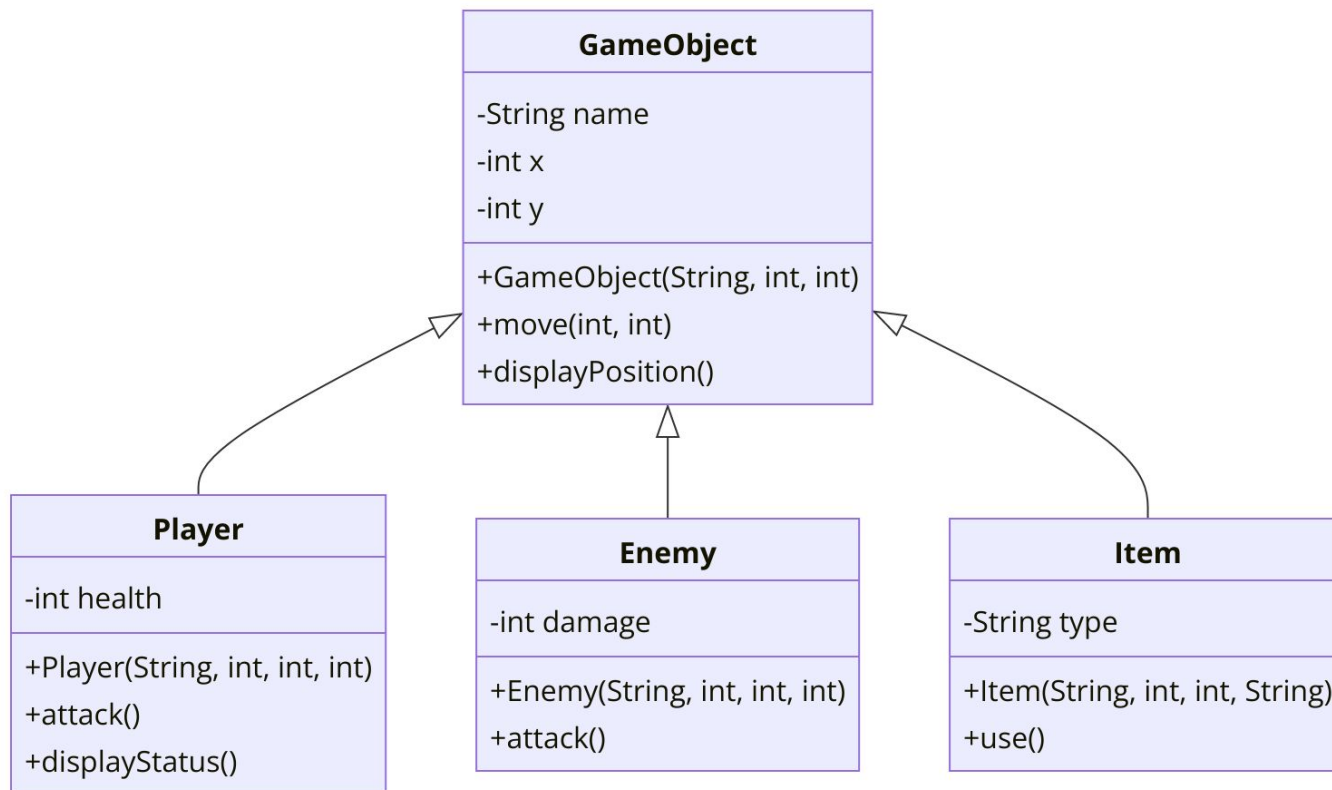 GameObject
-String name
-int x
-int y
+GameObject(String, int, int)
+move(int, int)
+displayPosition()
Player
-int health
+Player(String, int, int, int)
+attack()
+displayStatus()
Enemy
-int damage
+Enemy(String, int, int, int)
+attack()
Item
-String type
+Item(String, int, int, String)
+use()